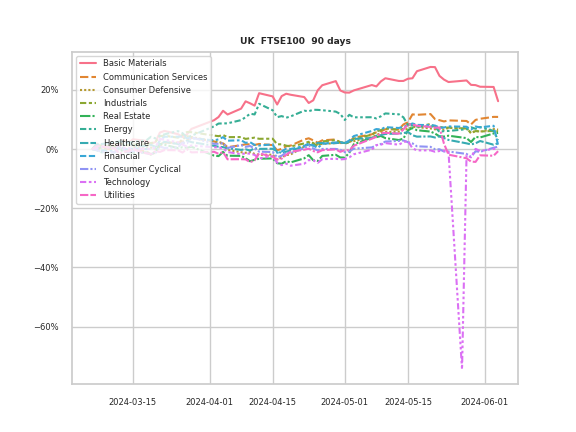 UK FTSE100 90 days
Basic Materials
Communication Services
Consumer Defensive
Industrials
Real Estate
Energy
Healthcare
Financial
Consumer Cyclical
Technology
Utilities
20%
0%
−20%
−40%
−60%
2024-03-15 2024-04-01 2024-04-15 2024-05-01 2024-05-15 2024-06-01